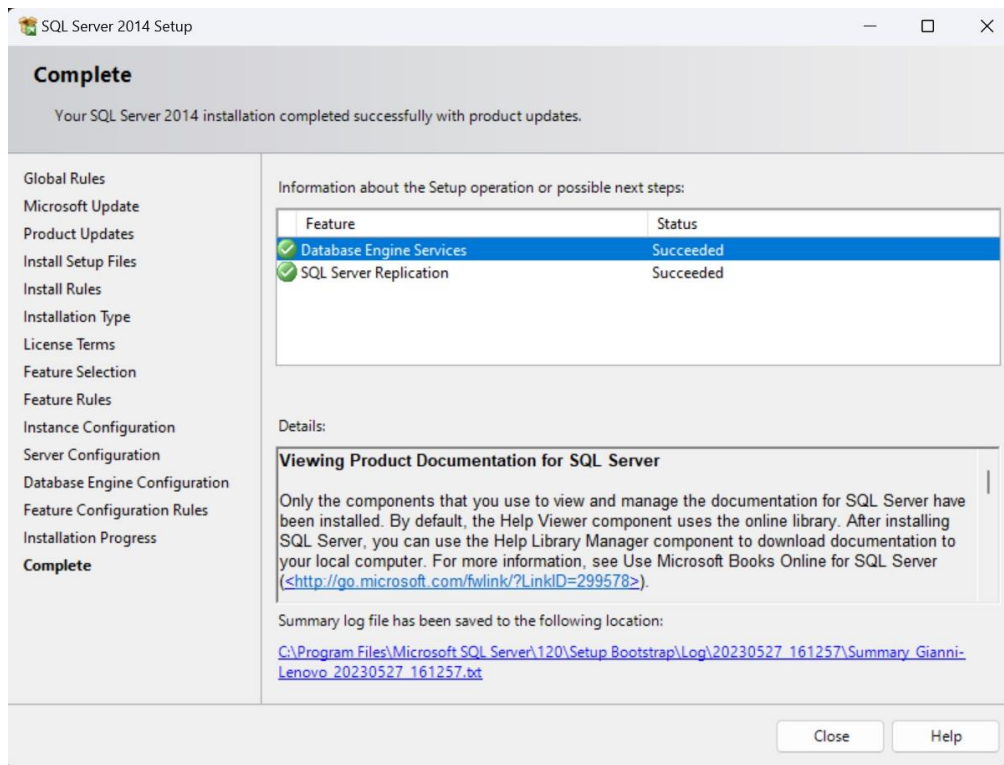 SQL Server 2014 Setup
Complete
Your SQL Server 2014 installation completed successfully with product updates.
Global Rules
Microsoft Update
Product Updates
Install Setup Files
Install Rules
Installation Type
License Terms
Feature Selection
Feature Rules
Instance Configuration
Server Configuration
Database Engine Configuration
Feature Configuration Rules
Installation Progress
Complete
Information about the Setup operation or possible next steps:
Feature Status
Database Engine Services Succeeded
SQL Server Replication Succeeded
Details:
Viewing Product Documentation for SQL Server
Only the components that you use to view and manage the documentation for SQL Server have
been installed. By default, the Help Viewer component uses the online library. After installing
SQL Server, you can use the Help Library Manager component to download documentation to
your local computer. For more information, see Use Microsoft Books Online for SQL Server
(<http://go.microsoft.com/fwlink/?LinkID=299578>).
Summary log file has been saved to the following location:
C:\Program Files\Microsoft SQL Server\120\Setup Bootstrap\Log\20230527_161257\Summary_Gianni-
Lenovo_20230527_161257.txt
Close Help